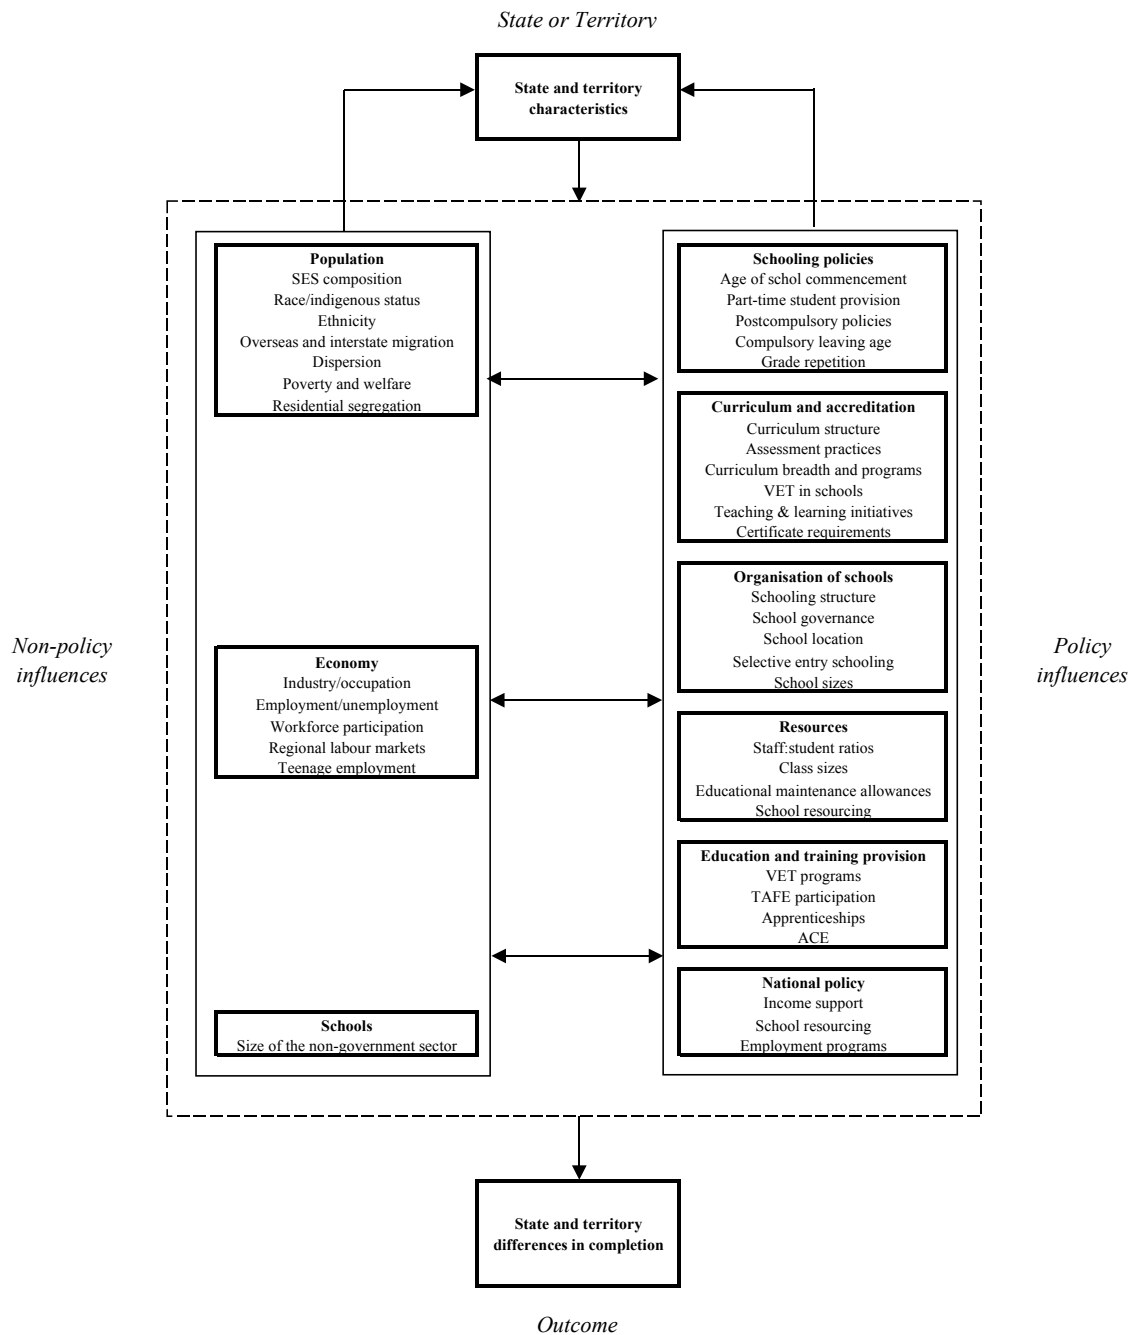 State or Territory
State and territory
characteristics
Population
SES composition
Race/indigenous status
Ethnicity
Overseas and interstate migration
Dispersion
Poverty and welfare
Residential segregation
Economy
Industry/occupation
Employment/unemployment
Workforce participation
Regional labour markets
Teenage employment
Schools
Size of the non-government sector
Non-policy
influences
Schooling policies
Age of schol commencement
Part-time student provision
Postcompulsory policies
Compulsory leaving age
Grade repetition
Curriculum and accreditation
Curriculum structure
Assessment practices
Curriculum breadth and programs
VET in schools
Teaching & learning initiatives
Certificate requirements
Organisation of schools
Schooling structure
School governance
School location
Selective entry schooling
School sizes
Resources
Staff:student ratios
Class sizes
Educational maintenance allowances
School resourcing
Education and training provision
VET programs
TAFE participation
Apprenticeships
ACE
National policy
Income support
School resourcing
Employment programs
Policy
influences
State and territory
differences in completion
Outcome